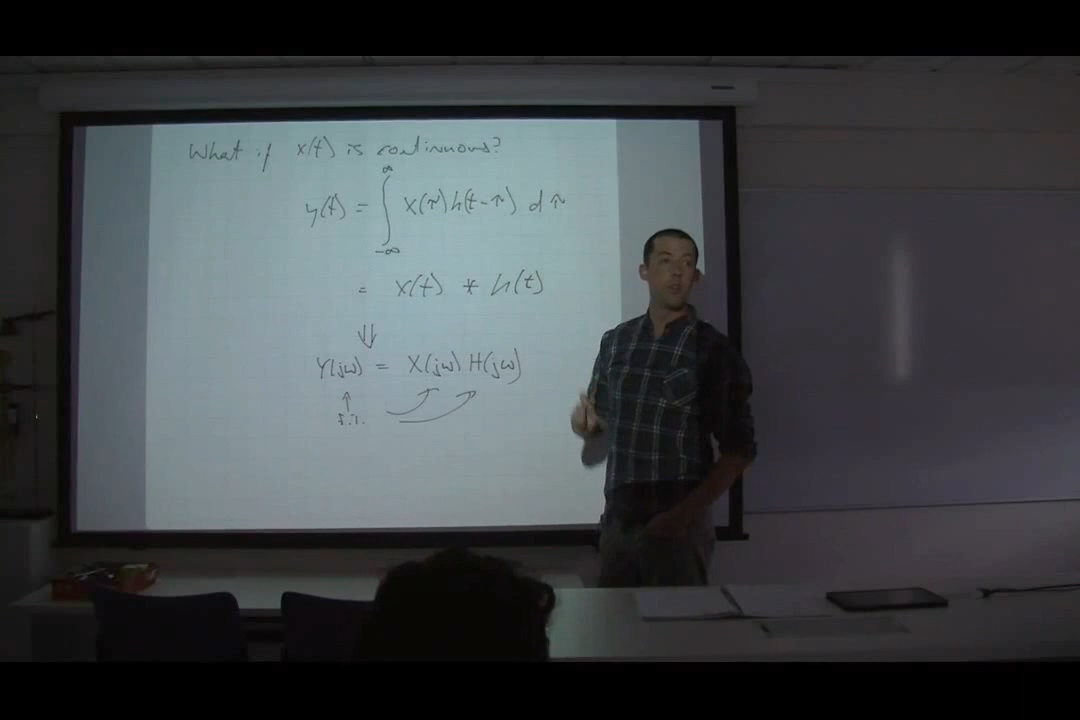 What if x(t) is continuous?
y(t) = ∫_{-∞}^{∞} x(τ)h(t-τ) dτ
= x(t) * h(t)
⇓
Y(jω) = X(jω) H(jω)
↑
F.T.